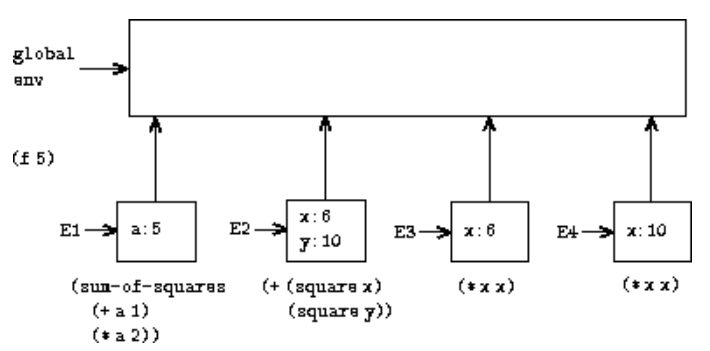 global
env
(f 5)
E1
a:5
E2
x:6
y:10
E3
x:6
E4
x:10
(sum-of-squares
(+ a 1)
(* a 2))
(+ (square x)
(square y))
(* x x)
(* x x)